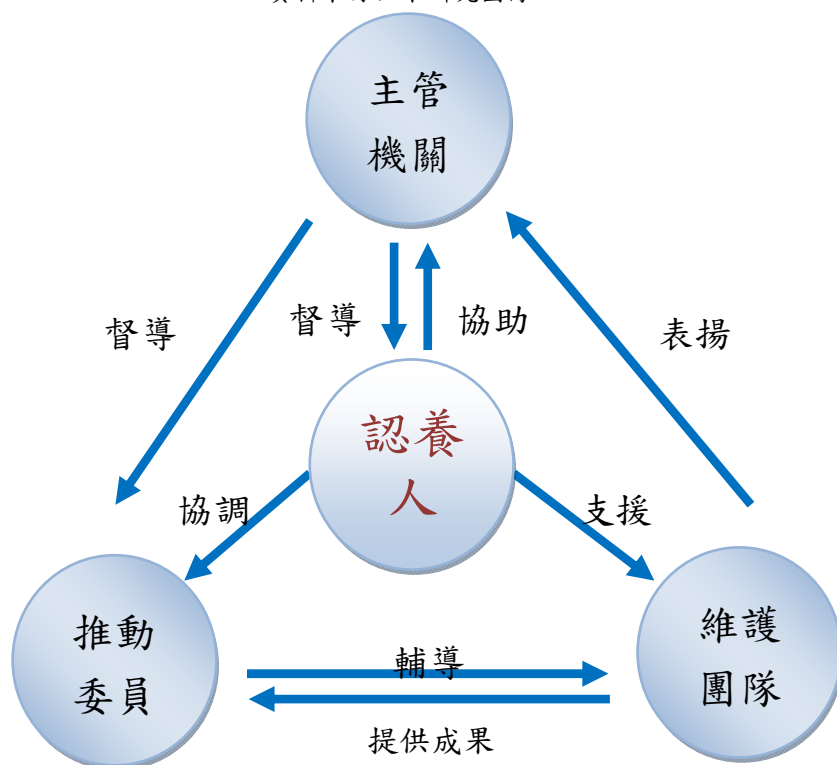 主管
機關
督導
督導
協助
表揚
認養
人
協調
支援
推動
委員
輔導
維護
團隊
提供成果